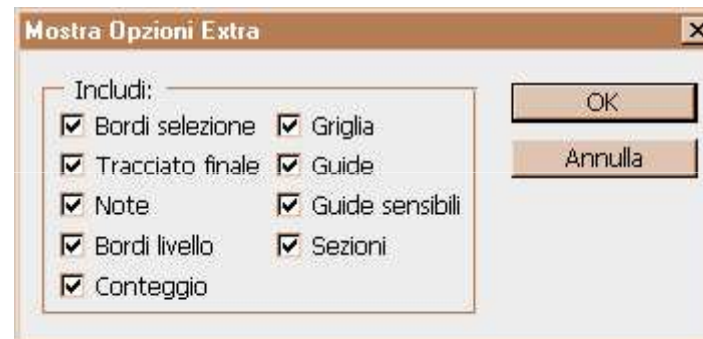 Mostra Opzioni Extra
Includi:
Bordi selezione
Griglia
Tracciato finale
Guide
Note
Guide sensibili
Bordi livello
Sezioni
Conteggio
OK
Annulla